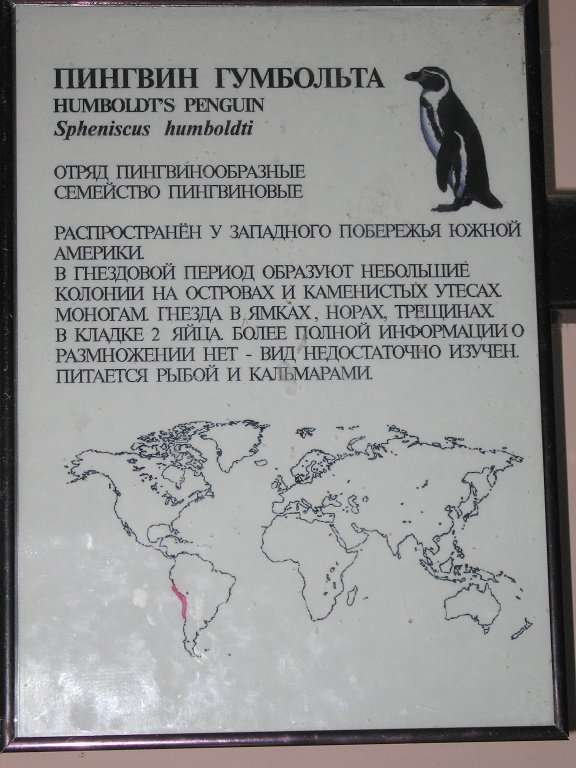 ПИНГВИН ГУМБОЛЬТА
HUMBOLDT'S PENGUIN
Spheniscus humboldti
ОТРЯД ПИНГВИНООБРАЗНЫЕ
СЕМЕЙСТВО ПИНГВИНОВЫЕ
РАСПРОСТРАНЁН У ЗАПАДНОГО ПОБЕРЕЖЬЯ ЮЖНОЙ
АМЕРИКИ.
В ГНЕЗДОВОЙ ПЕРИОД ОБРАЗУЮТ НЕБОЛЬШИЕ
КОЛОНИИ НА ОСТРОВАХ И КАМЕНИСТЫХ УТЕСАХ.
МОНОГАМ. ГНЕЗДА В ЯМКАХ, НОРАХ, ТРЕЩИНАХ.
В КЛАДКЕ 2 ЯЙЦА. БОЛЕЕ ПОЛНОЙ ИНФОРМАЦИИ О
РАЗМНОЖЕНИИ НЕТ - ВИД НЕДОСТАТОЧНО ИЗУЧЕН.
ПИТАЕТСЯ РЫБОЙ И КАЛЬМАРАМИ.